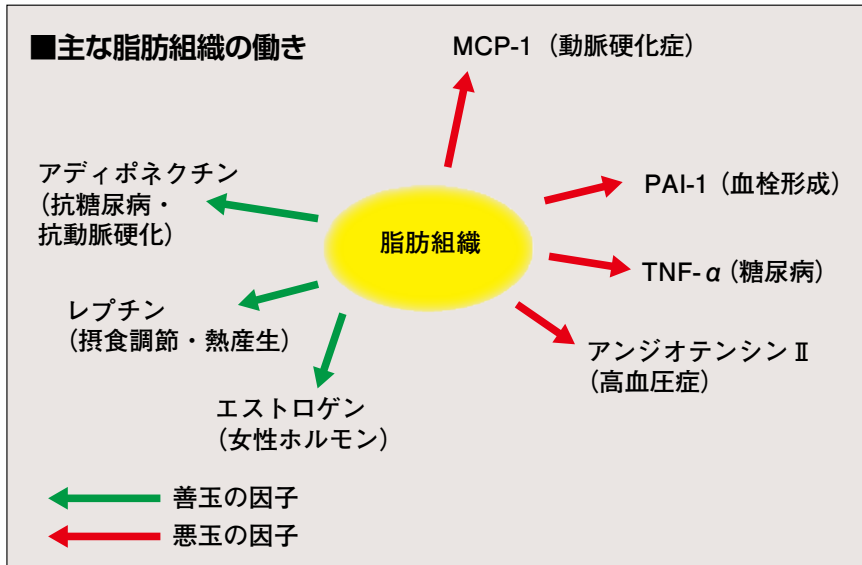 ■主な脂肪組織の働き
MCP-1（動脈硬化症）
アディポネクチン
（抗糖尿病・
抗動脈硬化）
PAI-1（血栓形成）
脂肪組織
TNF-α（糖尿病）
レプチン
（摂食調節・熱産生）
アンジオテンシンⅡ
（高血圧症）
エストロゲン
（女性ホルモン）
善玉の因子
悪玉の因子